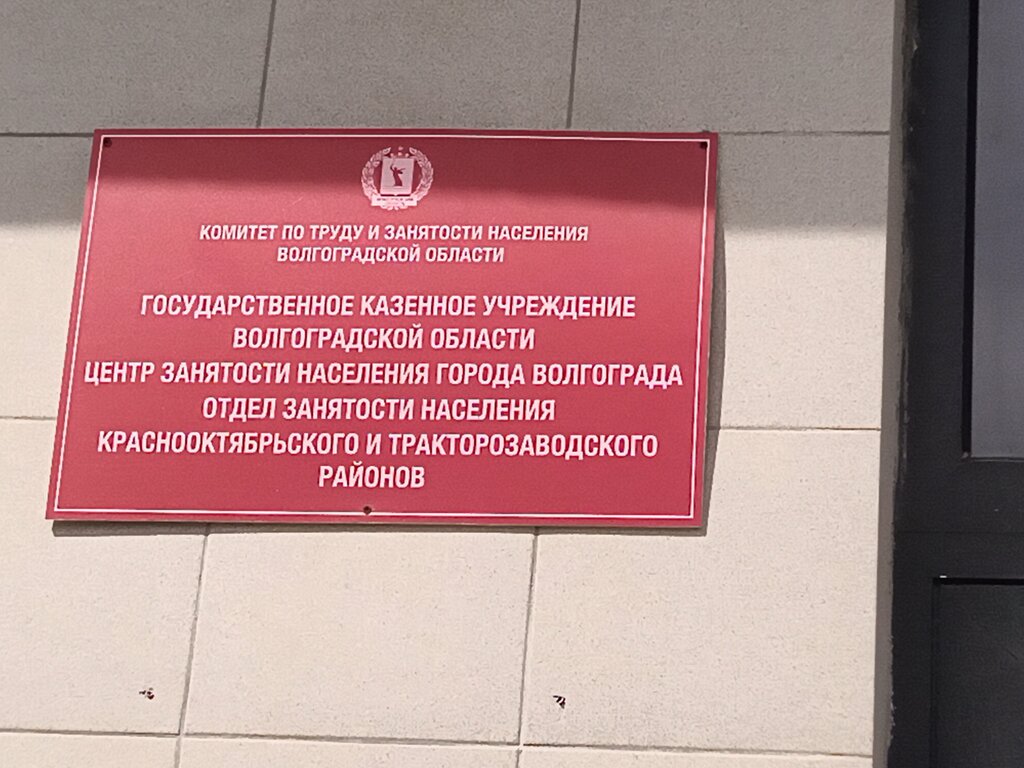 КОМИТЕТ ПО ТРУДУ И ЗАНЯТОСТИ НАСЕЛЕНИЯ
ВОЛГОГРАДСКОЙ ОБЛАСТИ
ГОСУДАРСТВЕННОЕ КАЗЕННОЕ УЧРЕЖДЕНИЕ
ВОЛГОГРАДСКОЙ ОБЛАСТИ
ЦЕНТР ЗАНЯТОСТИ НАСЕЛЕНИЯ ГОРОДА ВОЛГОГРАДА
ОТДЕЛ ЗАНЯТОСТИ НАСЕЛЕНИЯ
КРАСНООКТЯБРЬСКОГО И ТРАКТОРОЗАВОДСКОГО
РАЙОНОВ